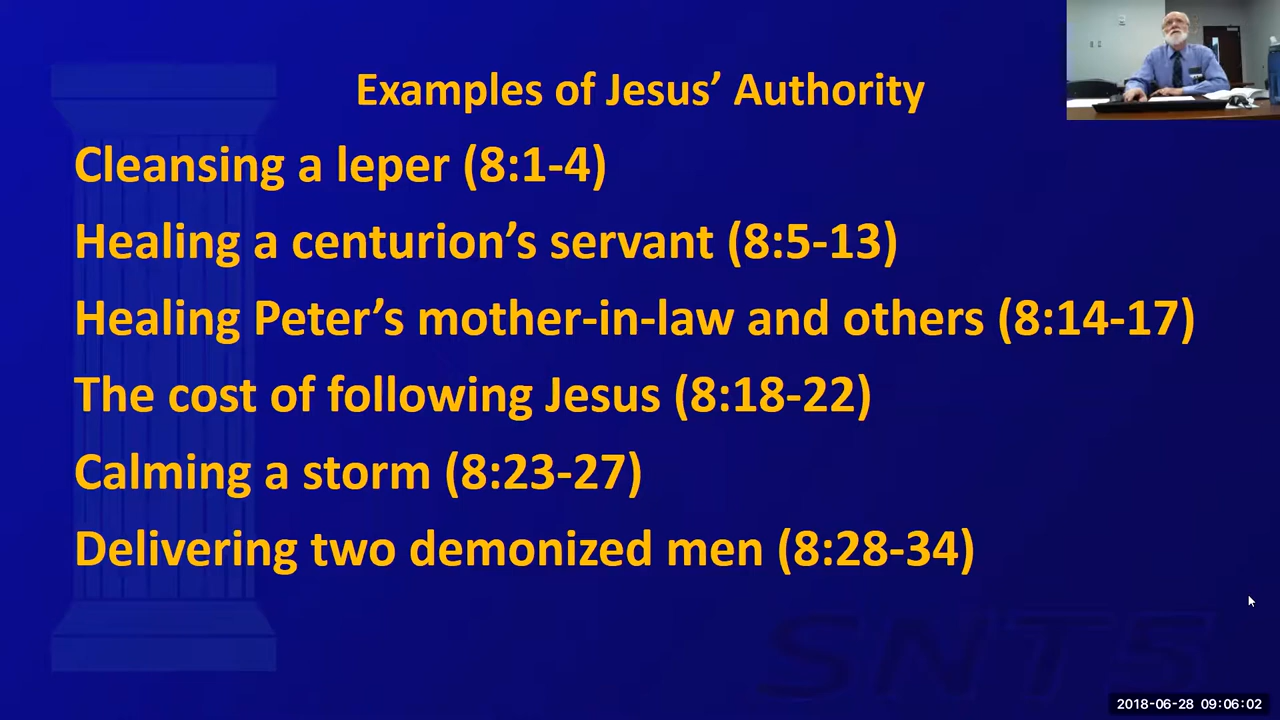 Examples of Jesus’ Authority
Cleansing a leper (8:1-4)
Healing a centurion’s servant (8:5-13)
Healing Peter’s mother-in-law and others (8:14-17)
The cost of following Jesus (8:18-22)
Calming a storm (8:23-27)
Delivering two demonized men (8:28-34)
SNTS
2018-06-28 09:06:02